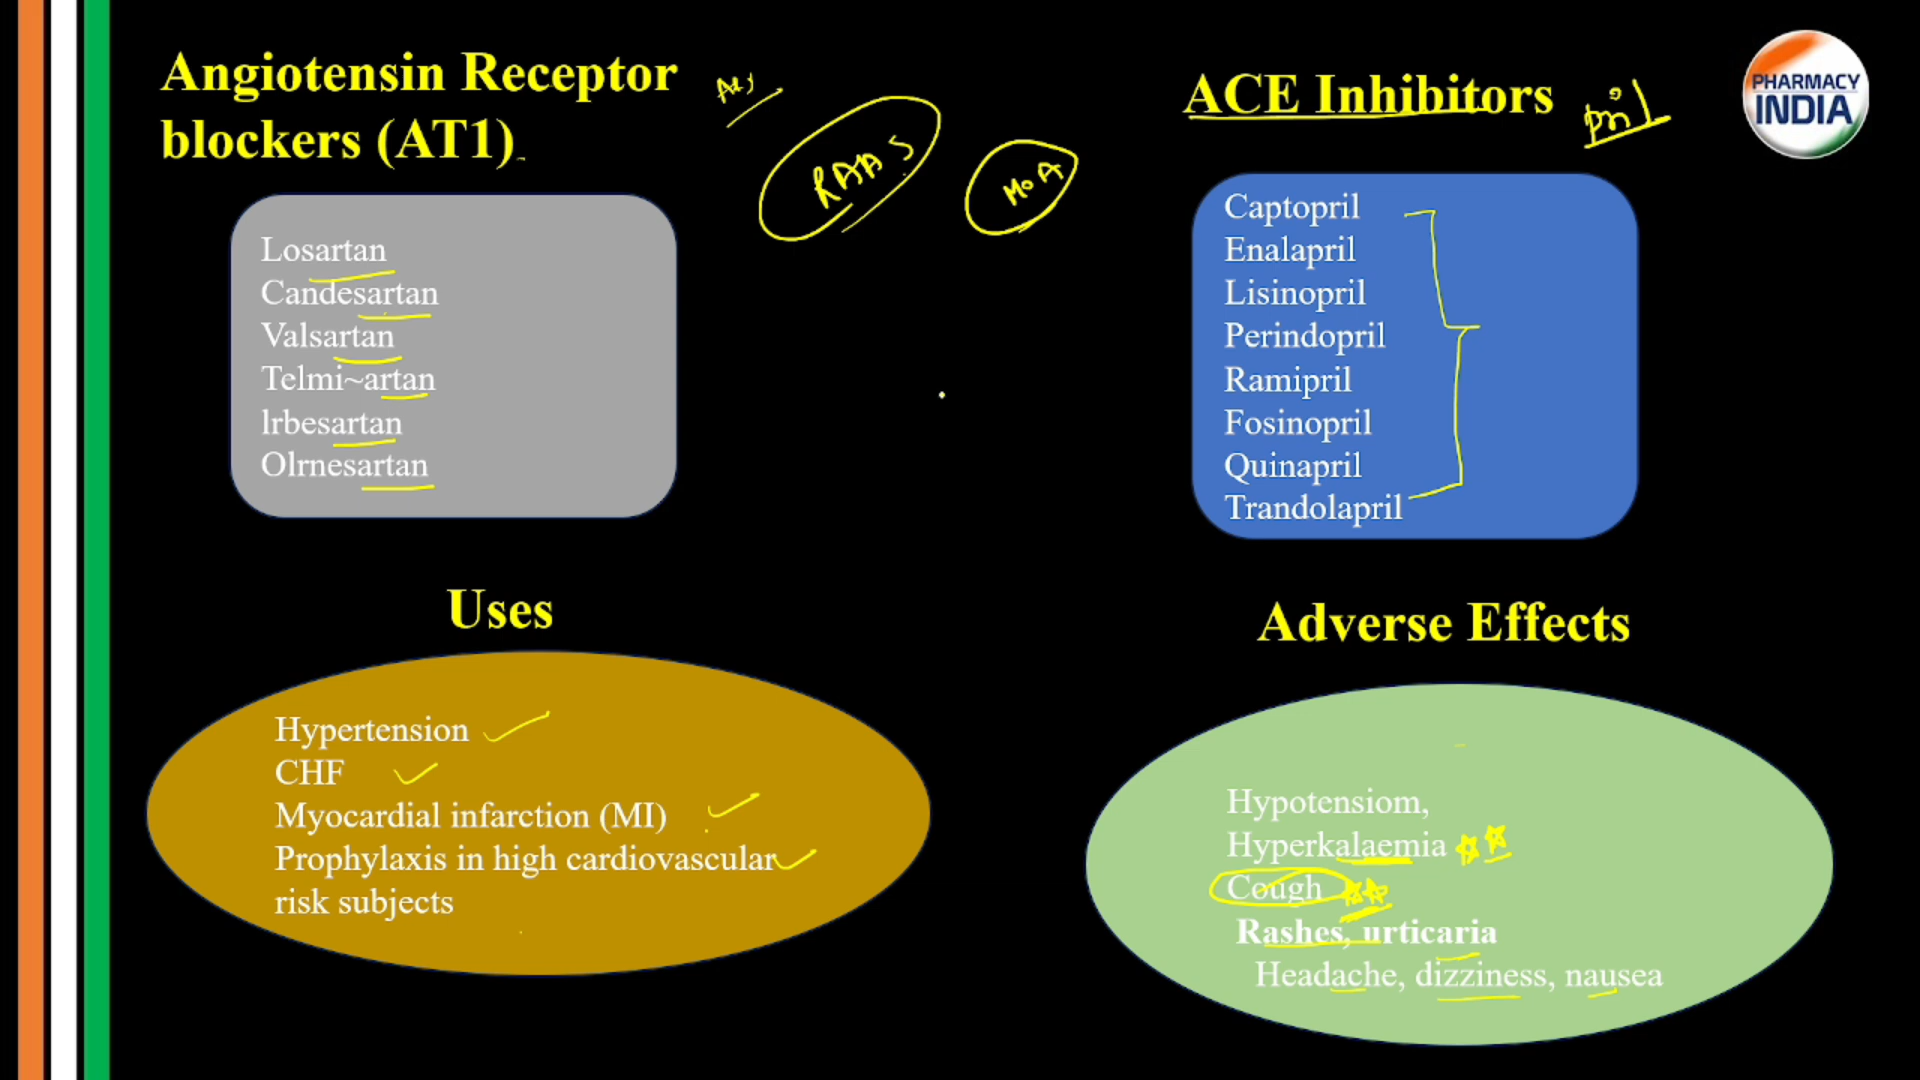 Angiotensin Receptor
blockers (AT1)
RAAS
MOA
ACE Inhibitors
pril
PHARMACY
INDIA
Losartan
Candesartan
Valsartan
Telmi~artan
lrbesartan
Olrnesartan
Captopril
Enalapril
Lisinopril
Perindopril
Ramipril
Fosinopril
Quinapril
Trandolapril
Uses
Hypertension
CHF
Myocardial infarction (MI)
Prophylaxis in high cardiovascular
risk subjects
Adverse Effects
Hypotensiom,
Hyperkalaemia
Cough
Rashes, urticaria
Headache, dizziness, nausea